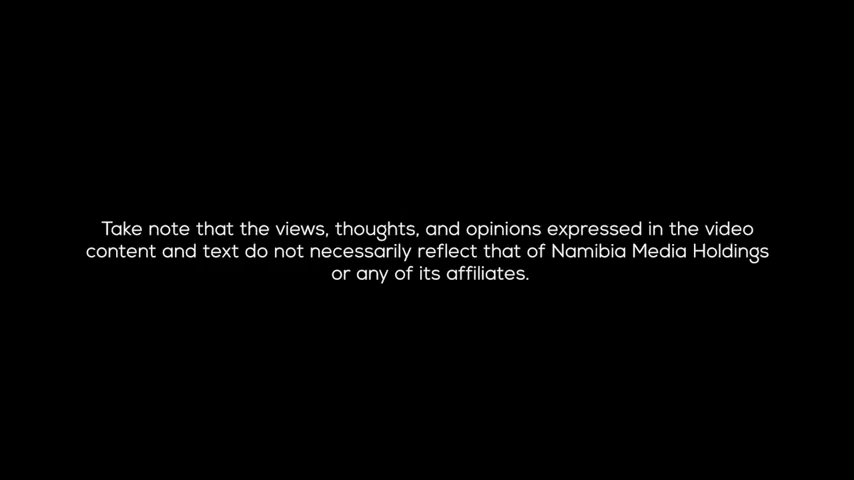 Take note that the views, thoughts, and opinions expressed in the video
content and text do not necessarily reflect that of Namibia Media Holdings
or any of its affiliates.